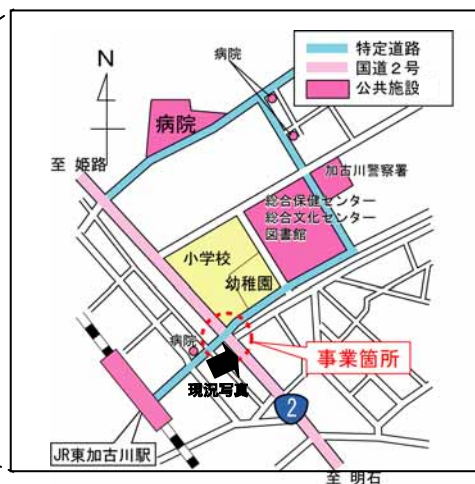 特定道路
国道2号
公共施設
N
病院
病院
至 姫路
加古川警察署
総合保健センター
総合文化センター
図書館
小学校
幼稚園
病院
事業箇所
現況写真
2
JR東加古川駅
至 明石